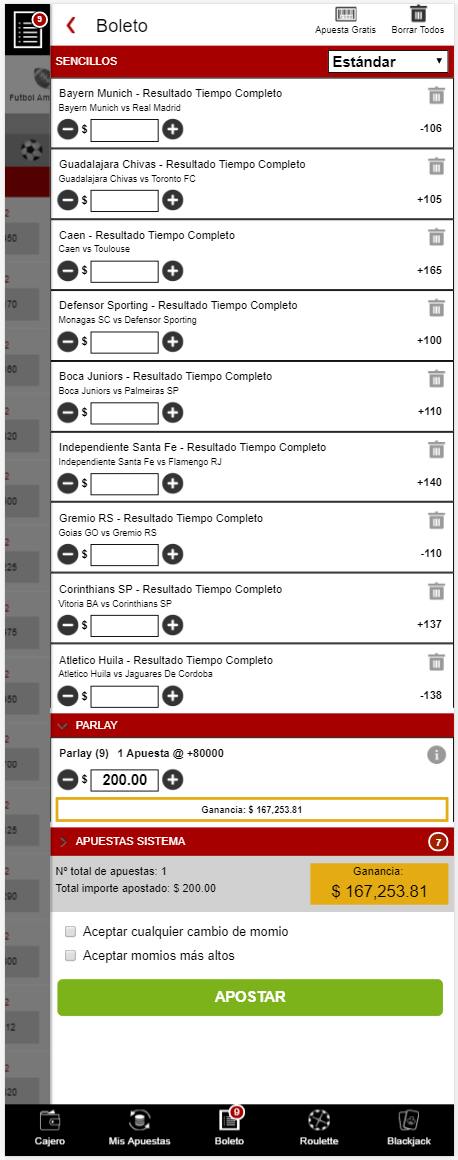 9
Boleto
Apuesta Gratis
Borrar Todos
SENCILLOS
Estándar
Futbol Am
Bayern Munich - Resultado Tiempo Completo
Bayern Munich vs Real Madrid
$
-106
Guadalajara Chivas - Resultado Tiempo Completo
Guadalajara Chivas vs Toronto FC
$
+105
Caen - Resultado Tiempo Completo
Caen vs Toulouse
$
+165
Defensor Sporting - Resultado Tiempo Completo
Monagas SC vs Defensor Sporting
$
+100
Boca Juniors - Resultado Tiempo Completo
Boca Juniors vs Palmeiras SP
$
+110
Independiente Santa Fe - Resultado Tiempo Completo
Independiente Santa Fe vs Flamengo RJ
$
+140
Gremio RS - Resultado Tiempo Completo
Goias GO vs Gremio RS
$
-110
Corinthians SP - Resultado Tiempo Completo
Vitoria BA vs Corinthians SP
$
+137
Atletico Huila - Resultado Tiempo Completo
Atletico Huila vs Jaguares De Cordoba
$
-138
PARLAY
Parlay (9) 1 Apuesta @ +80000
$ 200.00
Ganancia: $ 167,253.81
APUESTAS SISTEMA
7
Nº total de apuestas: 1
Total importe apostado: $ 200.00
Ganancia:
$ 167,253.81
Aceptar cualquier cambio de momio
Aceptar momios más altos
APOSTAR
9
Cajero
Mis Apuestas
Boleto
Roulette
Blackjack